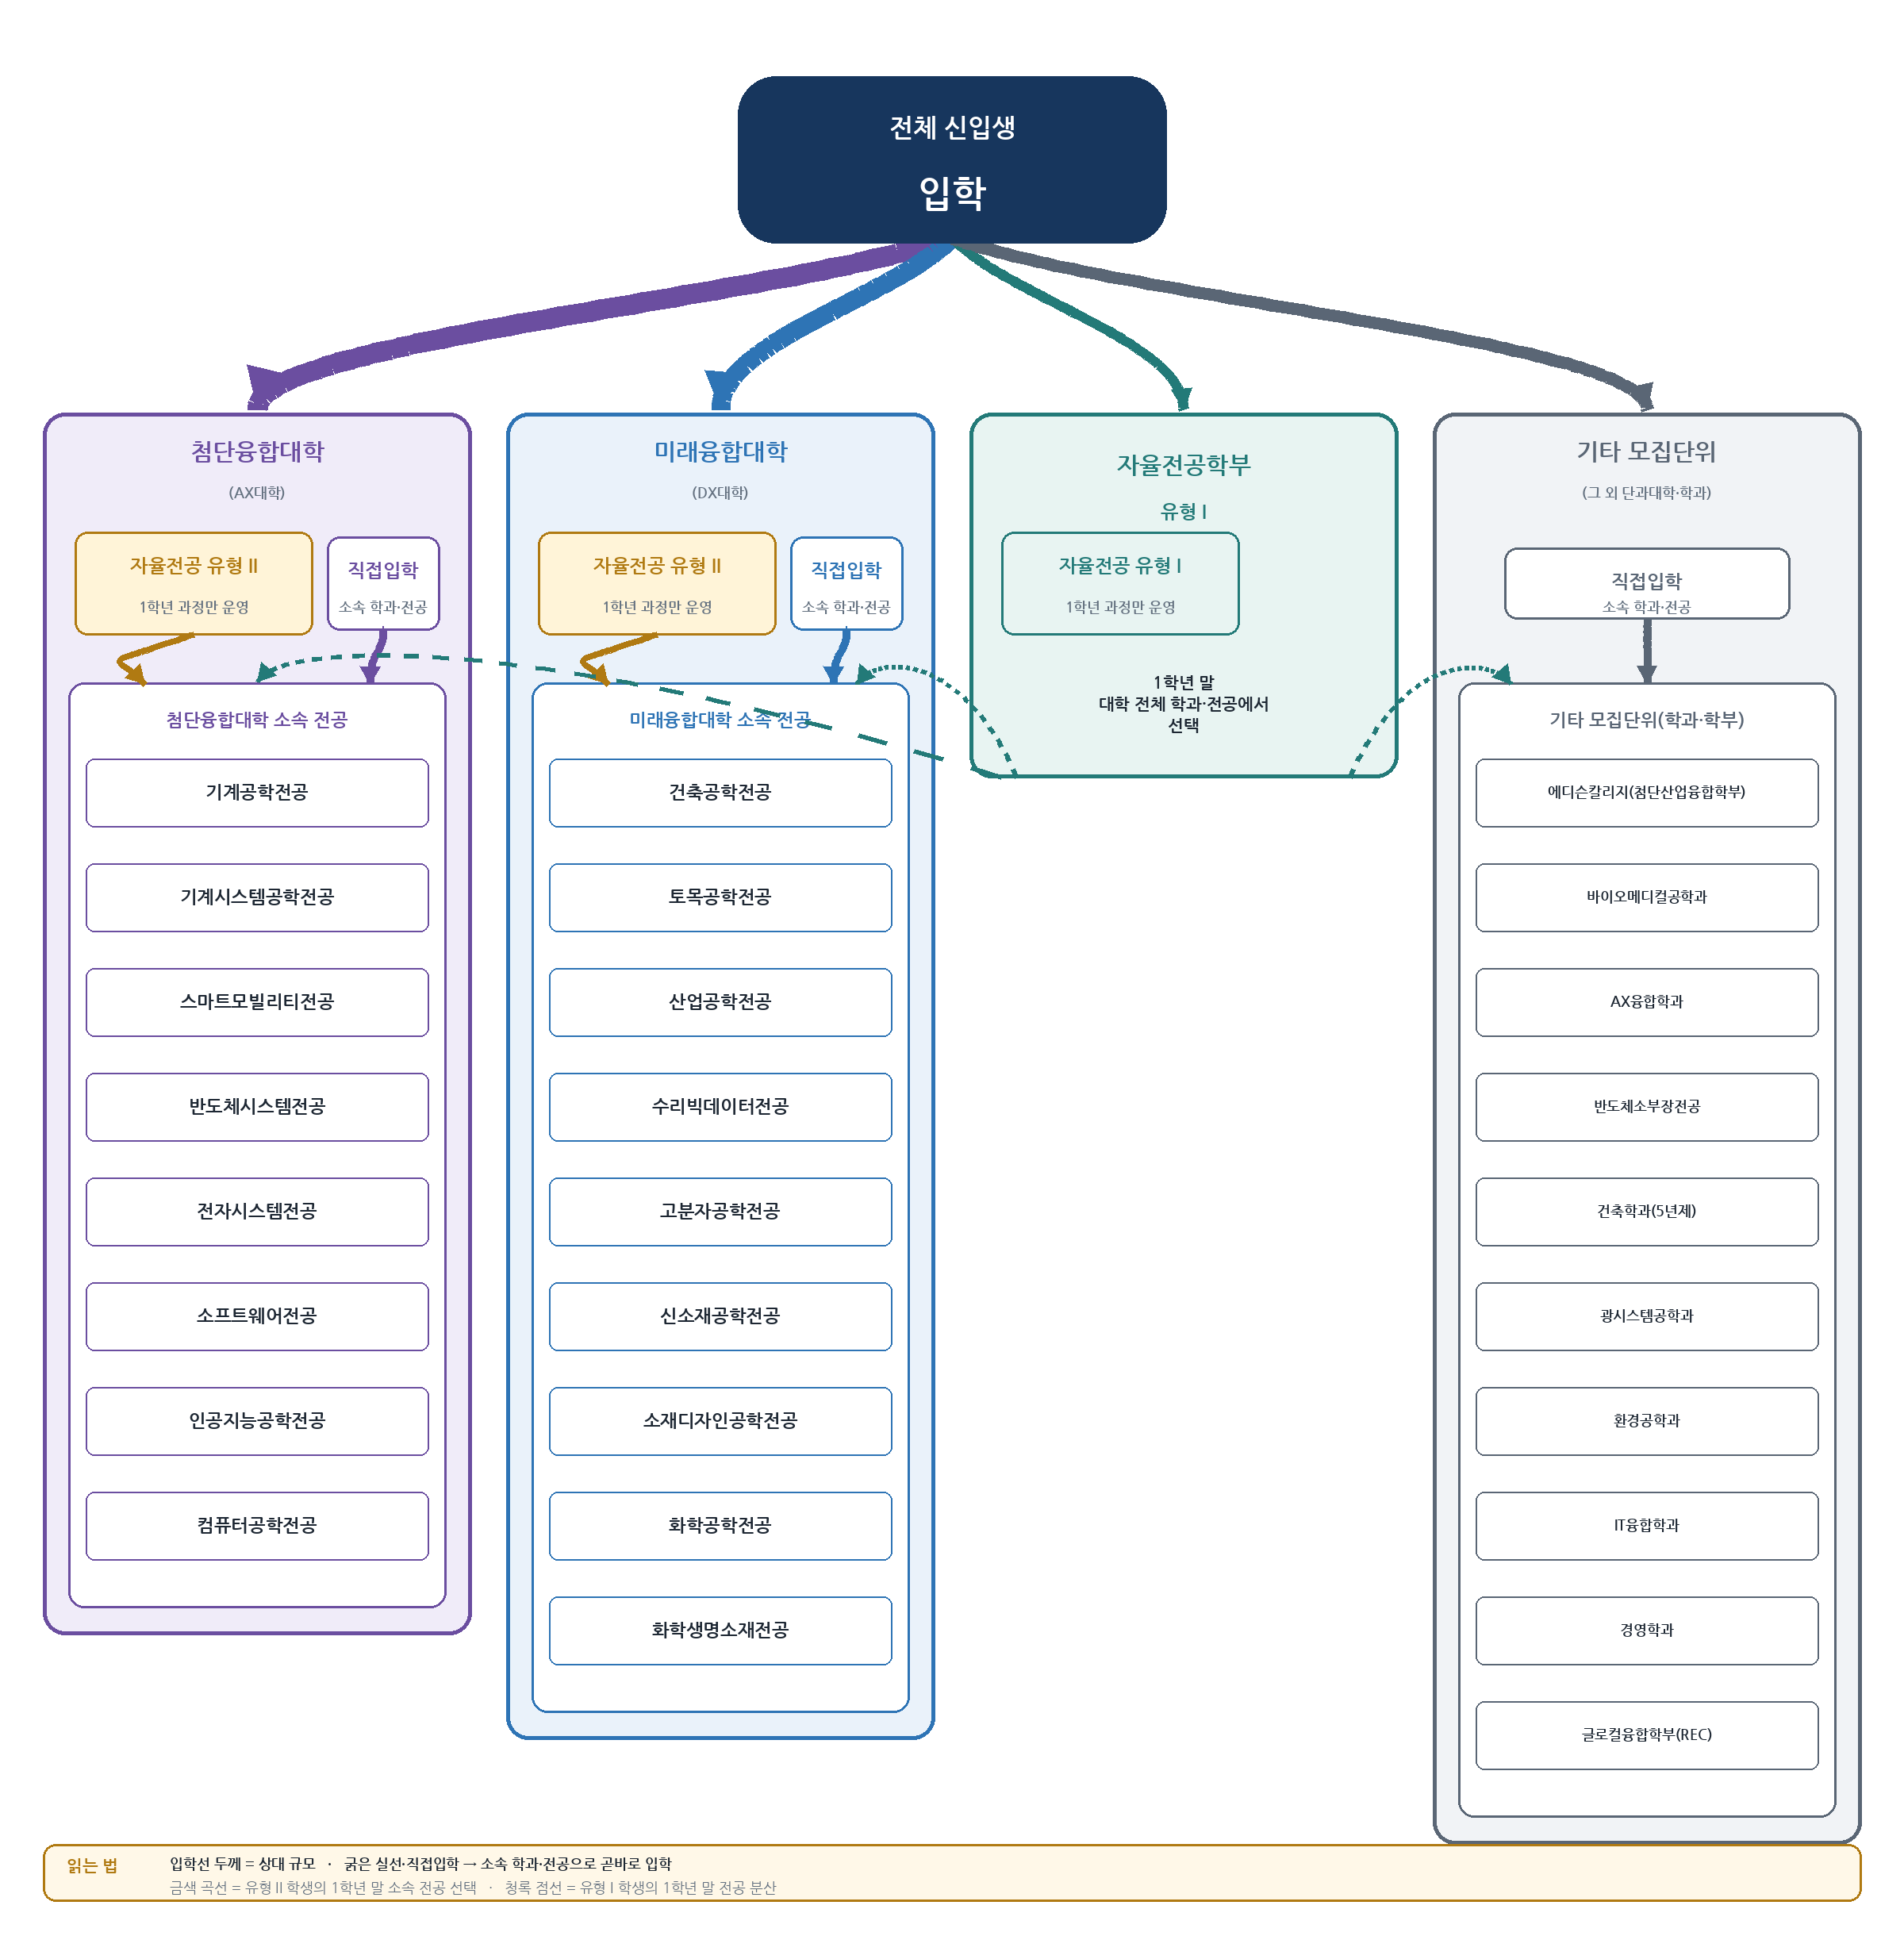 전체 신입생
입학
첨단융합대학
(AX대학)
자율전공 유형 II
1학년 과정만 운영
직접입학
소속 학과·전공
첨단융합대학 소속 전공
기계공학전공
기계시스템공학전공
스마트모빌리티전공
반도체시스템전공
전자시스템전공
소프트웨어전공
인공지능공학전공
컴퓨터공학전공
미래융합대학
(DX대학)
자율전공 유형 II
1학년 과정만 운영
직접입학
소속 학과·전공
미래융합대학 소속 전공
건축공학전공
토목공학전공
산업공학전공
수리빅데이터전공
고분자공학전공
신소재공학전공
소재디자인공학전공
화학공학전공
화학생명소재전공
자율전공학부
유형 I
자율전공 유형 I
1학년 과정만 운영
1학년 말
대학 전체 학과·전공에서
선택
기타 모집단위
(그 외 단과대학·학과)
직접입학
소속 학과·전공
기타 모집단위(학과·학부)
에디슨칼리지(첨단산업융합학부)
바이오메디컬공학과
AX융합학과
반도체소부장전공
건축학과(5년제)
광시스템공학과
환경공학과
IT융합학과
경영학과
글로컬융합학부(REC)
읽는 법
입학선 두께 = 상대 규모 · 굵은 실선·직접입학 → 소속 학과·전공으로 곧바로 입학
금색 곡선 = 유형 II 학생의 1학년 말 소속 전공 선택 · 청록 점선 = 유형 I 학생의 1학년 말 전공 분산